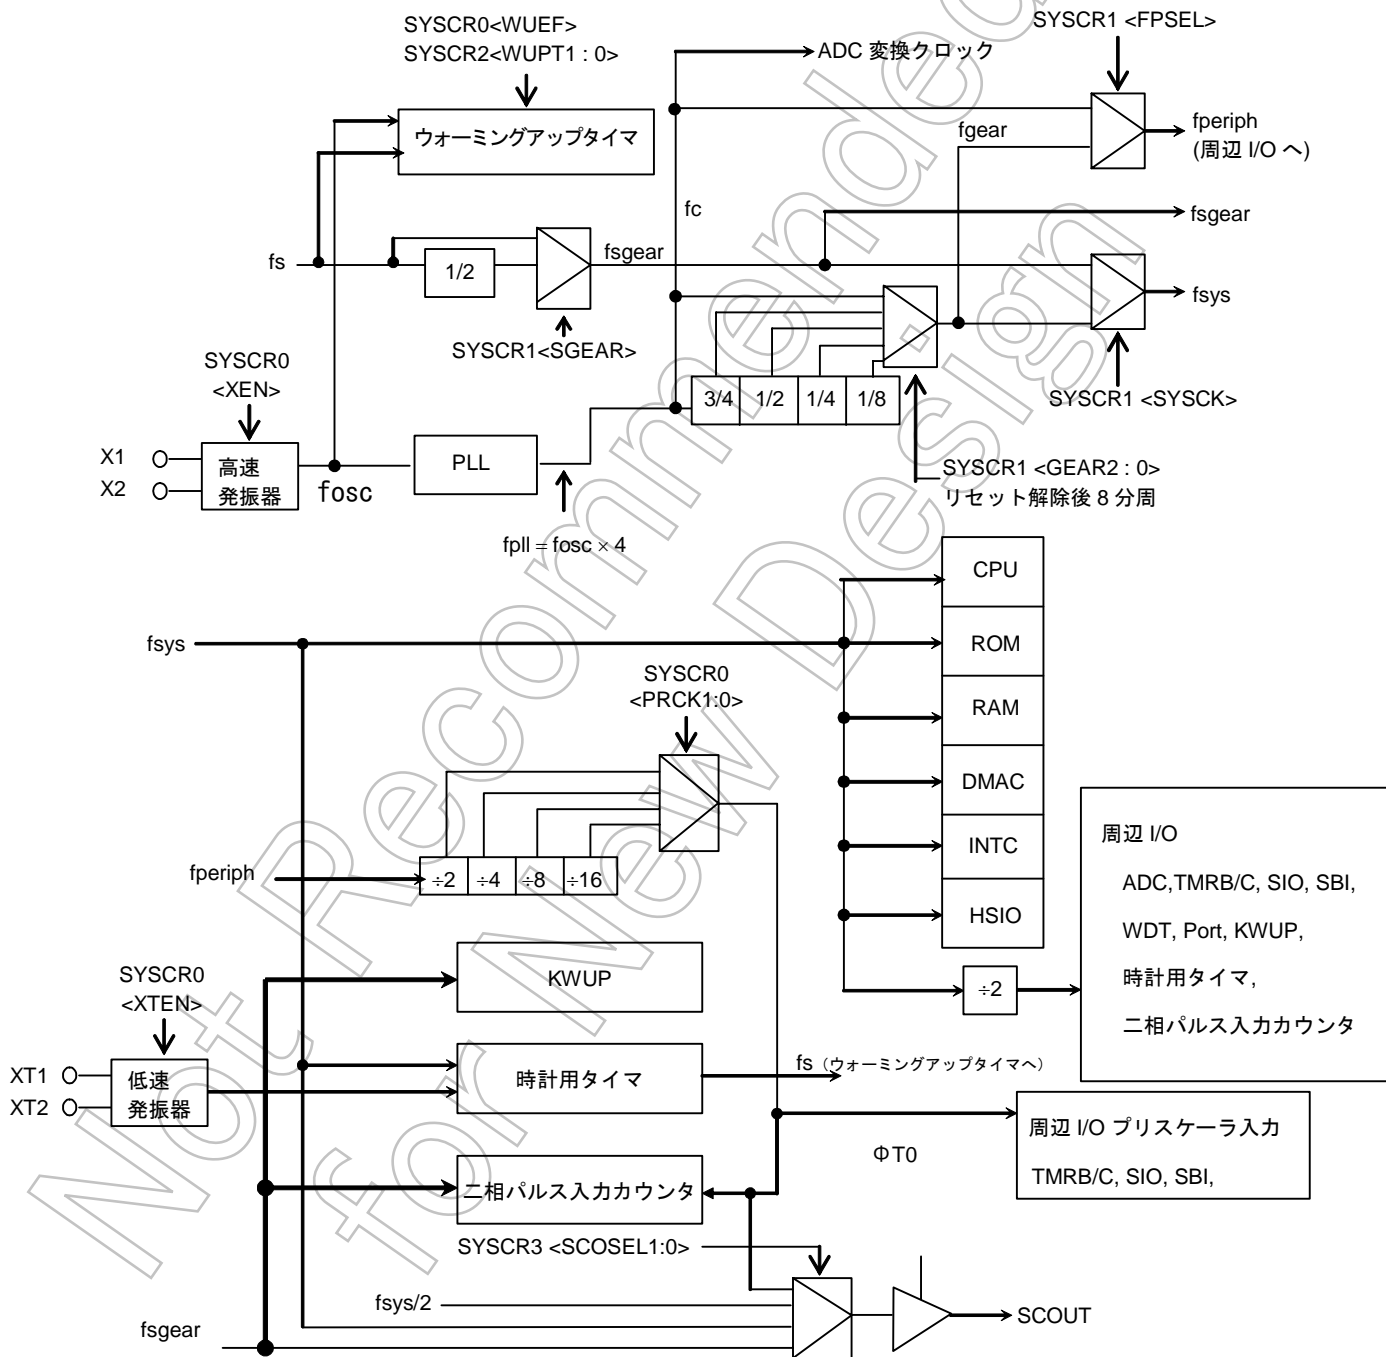 SYSCR0<WUEF>
SYSCR2<WUPT1 : 0>
SYSCR1 <FPSEL>
ADC 変換クロック
ウォーミングアップタイマ
fgear
fperiph
(周辺 I/O へ)
fc
fsgear
fs
1/2
fsgear
fsys
SYSCR1<SGEAR>
SYSCR0
<XEN>
3/4
1/2
1/4
1/8
SYSCR1 <SYSCK>
X1
X2
高速
発振器
fosc
PLL
SYSCR1 <GEAR2 : 0>
リセット解除後 8 分周
fpll = fosc × 4
CPU
fsys
ROM
SYSCR0
<PRCK1:0>
RAM
DMAC
INTC
HSIO
周辺 I/O
ADC,TMRB/C, SIO, SBI,
WDT, Port, KWUP,
時計用タイマ,
二相パルス入力カウンタ
fperiph
÷2
÷4
÷8
÷16
÷2
SYSCR0
<XTEN>
KWUP
XT1
XT2
低速
発振器
時計用タイマ
fs（ウォーミングアップタイマへ）
周辺 I/O プリスケーラ入力
TMRB/C, SIO, SBI,
ΦT0
二相パルス入力カウンタ
SYSCR3 <SCOSEL1:0>
fsys/2
SCOUT
fsgear
Not Recommended
for New Design